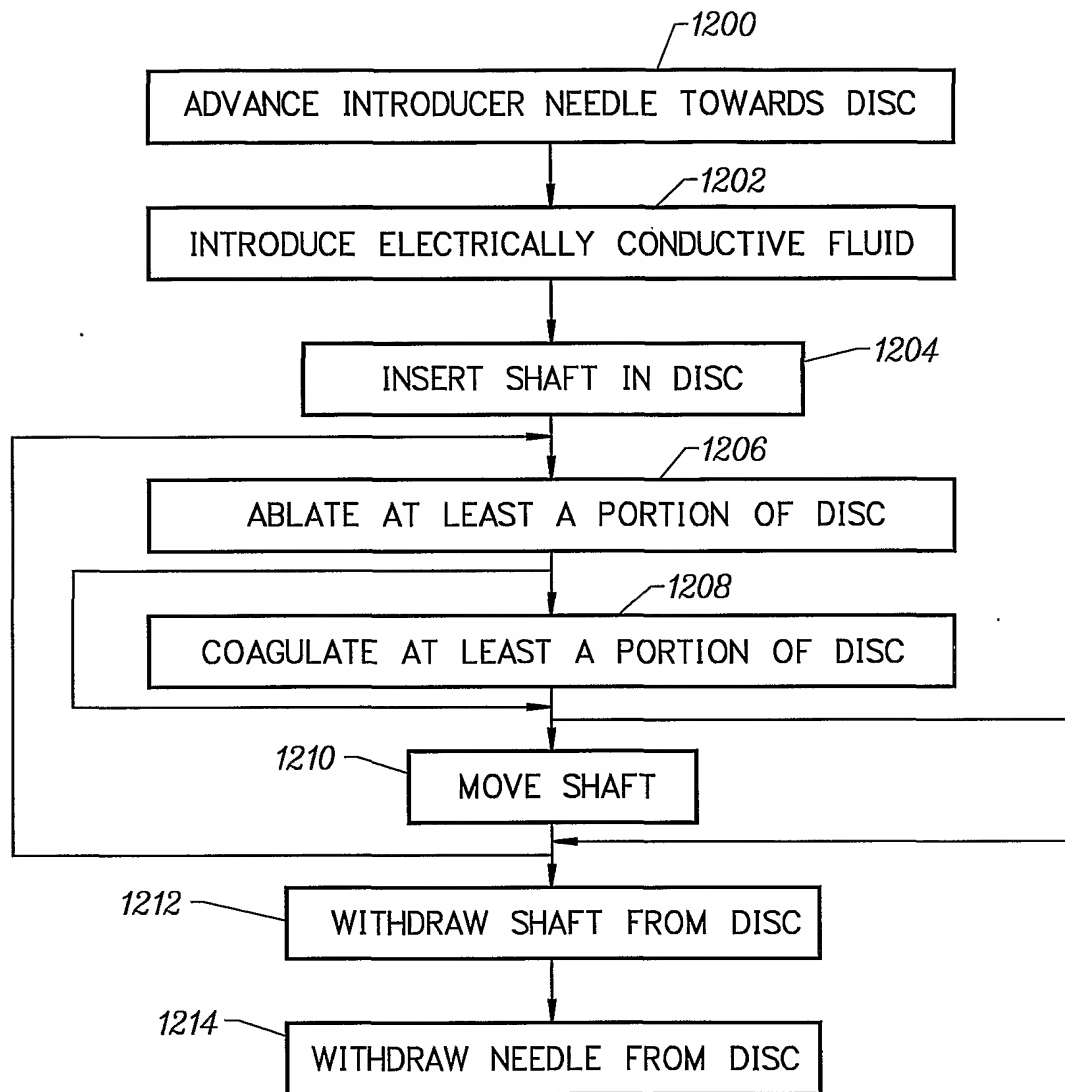 1200
ADVANCE INTRODUCER NEEDLE TOWARDS DISC
1202
INTRODUCE ELECTRICALLY CONDUCTIVE FLUID
1204
INSERT SHAFT IN DISC
1206
ABLATE AT LEAST A PORTION OF DISC
1208
COAGULATE AT LEAST A PORTION OF DISC
1210
MOVE SHAFT
1212
WITHDRAW SHAFT FROM DISC
1214
WITHDRAW NEEDLE FROM DISC